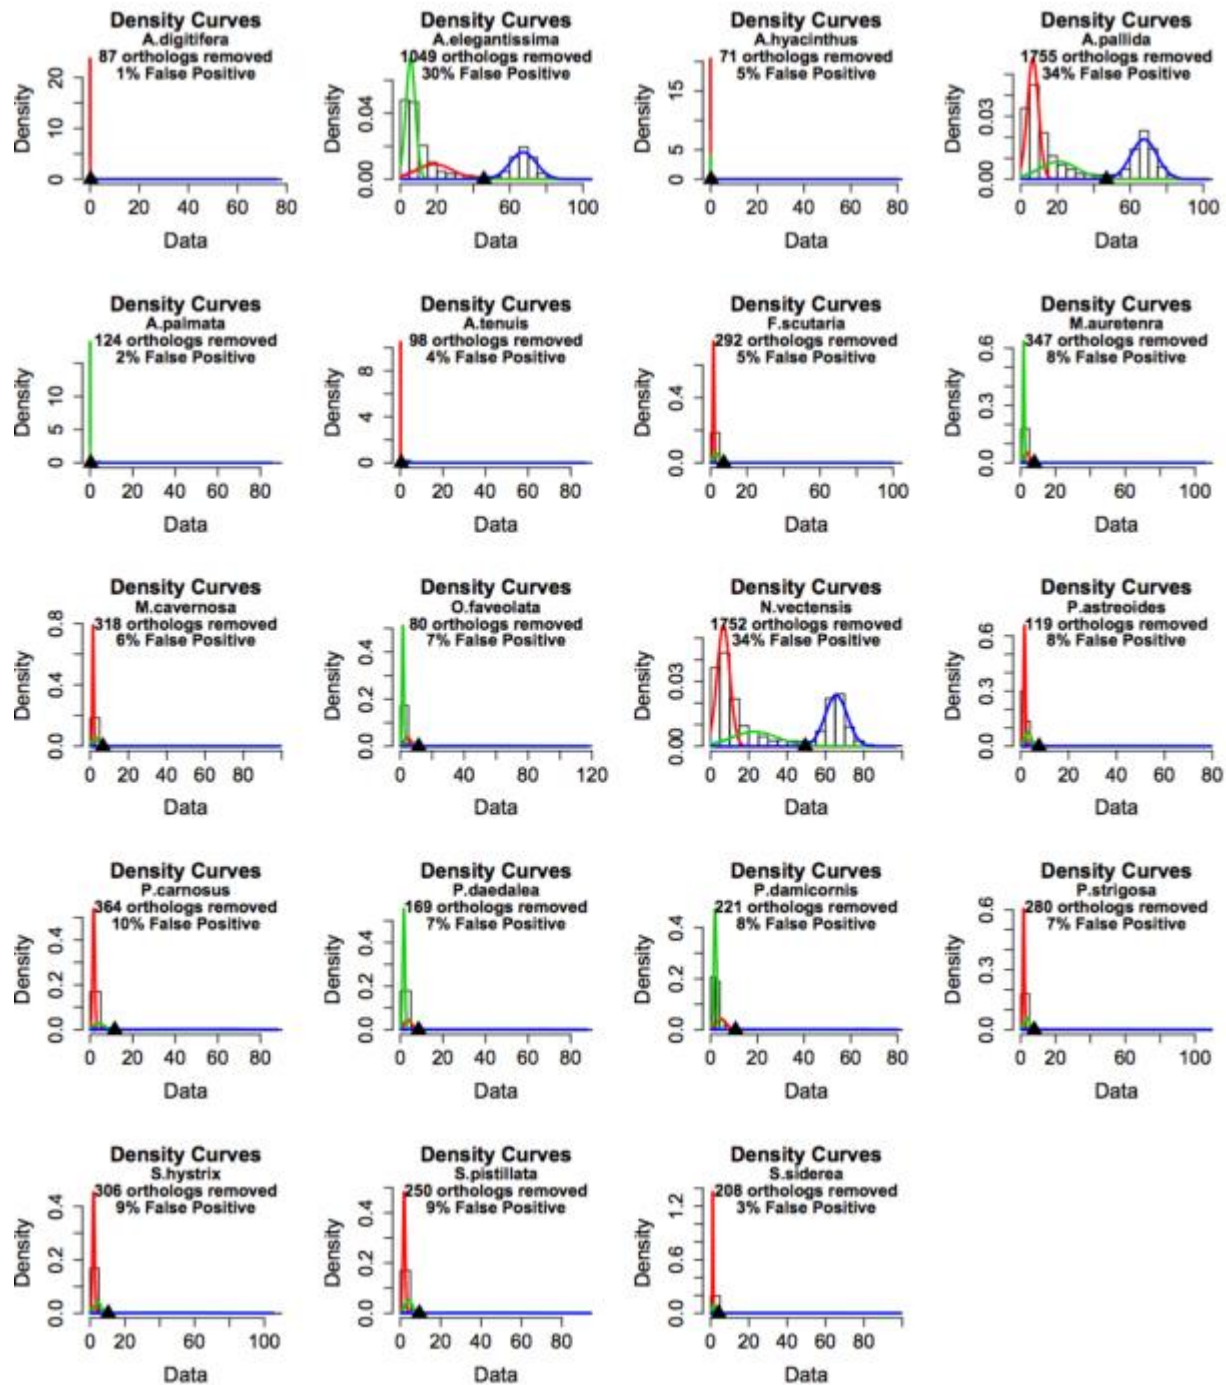 Density Curves
A.digitifera
87 orthologs removed
1% False Positive
Density
0 10 20
0 20 40 60 80
Data
Density Curves
A.elegantissima
1049 orthologs removed
30% False Positive
Density
0.00 0.04
0 20 60 100
Data
Density Curves
A.hyacinthus
71 orthologs removed
5% False Positive
Density
0 5 15
0 20 40 60 80
Data
Density Curves
A.pallida
1755 orthologs removed
34% False Positive
Density
0.00 0.03
0 20 60 100
Data
Density Curves
A.palmata
124 orthologs removed
2% False Positive
Density
0 5 10
0 20 40 60 80
Data
Density Curves
A.tenuis
98 orthologs removed
4% False Positive
Density
0 4 8
0 20 40 60 80
Data
Density Curves
F.scutaria
292 orthologs removed
5% False Positive
Density
0.0 0.4
0 20 60 100
Data
Density Curves
M.auretenra
347 orthologs removed
8% False Positive
Density
0.0 0.3 0.6
0 20 60 100
Data
Density Curves
M.cavernosa
318 orthologs removed
6% False Positive
Density
0.0 0.4 0.8
0 20 40 60 80
Data
Density Curves
O.faveolata
80 orthologs removed
7% False Positive
Density
0.0 0.2 0.4
0 40 80 120
Data
Density Curves
N.vectensis
1752 orthologs removed
34% False Positive
Density
0.00 0.03
0 20 40 60 80
Data
Density Curves
P.astreoides
119 orthologs removed
8% False Positive
Density
0.0 0.3 0.6
0 20 40 60 80
Data
Density Curves
P.carnosus
364 orthologs removed
10% False Positive
Density
0.0 0.2 0.4
0 20 40 60 80
Data
Density Curves
P.daedalea
169 orthologs removed
7% False Positive
Density
0.0 0.2 0.4
0 20 40 60 80
Data
Density Curves
P.damicornis
221 orthologs removed
8% False Positive
Density
0.0 0.2 0.4
0 20 40 60 80
Data
Density Curves
P.strigosa
280 orthologs removed
7% False Positive
Density
0.0 0.3 0.6
0 20 60 100
Data
Density Curves
S.hystrix
306 orthologs removed
9% False Positive
Density
0.0 0.2 0.4
0 20 60 100
Data
Density Curves
S.pistillata
250 orthologs removed
9% False Positive
Density
0.0 0.2 0.4
0 20 40 60 80
Data
Density Curves
S.siderea
208 orthologs removed
3% False Positive
Density
0.0 0.6 1.2
0 20 40 60 80
Data